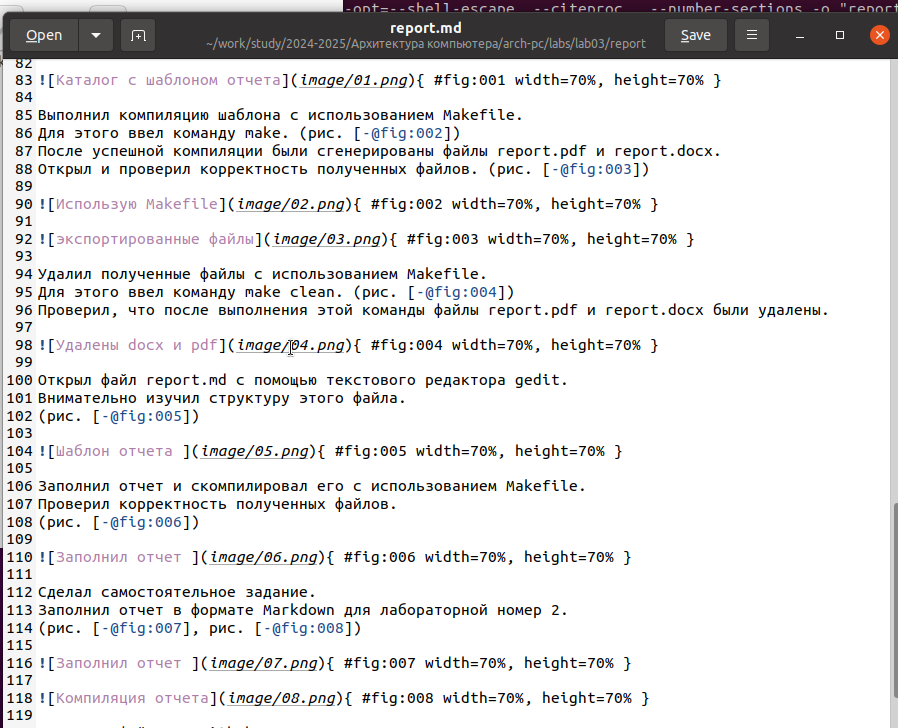 -opt=--shell-escape --citeproc --number-sections -o "report
Open
report.md
~/work/study/2024-2025/Архитектура компьютера/arch-pc/labs/lab03/report
Save
82
83 ![Каталог с шаблоном отчета](image/01.png){ #fig:001 width=70%, height=70% }
84
85 Выполнил компиляцию шаблона с использованием Makefile.
86 Для этого ввел команду make. (рис. [-@fig:002])
87 После успешной компиляции были сгенерированы файлы report.pdf и report.docx.
88 Открыл и проверил корректность полученных файлов. (рис. [-@fig:003])
89
90 ![Использую Makefile](image/02.png){ #fig:002 width=70%, height=70% }
91
92 ![экспортированные файлы](image/03.png){ #fig:003 width=70%, height=70% }
93
94 Удалил полученные файлы с использованием Makefile.
95 Для этого ввел команду make clean. (рис. [-@fig:004])
96 Проверил, что после выполнения этой команды файлы report.pdf и report.docx были удалены.
97
98 ![Удалены docx и pdf](image/04.png){ #fig:004 width=70%, height=70% }
99
100 Открыл файл report.md с помощью текстового редактора gedit.
101 Внимательно изучил структуру этого файла.
102 (рис. [-@fig:005])
103
104 ![Шаблон отчета ](image/05.png){ #fig:005 width=70%, height=70% }
105
106 Заполнил отчет и скомпилировал его с использованием Makefile.
107 Проверил корректность полученных файлов.
108 (рис. [-@fig:006])
109
110 ![Заполнил отчет ](image/06.png){ #fig:006 width=70%, height=70% }
111
112 Сделал самостоятельное задание.
113 Заполнил отчет в формате Markdown для лабораторной номер 2.
114 (рис. [-@fig:007], рис. [-@fig:008])
115
116 ![Заполнил отчет ](image/07.png){ #fig:007 width=70%, height=70% }
117
118 ![Компиляция отчета](image/08.png){ #fig:008 width=70%, height=70% }
119